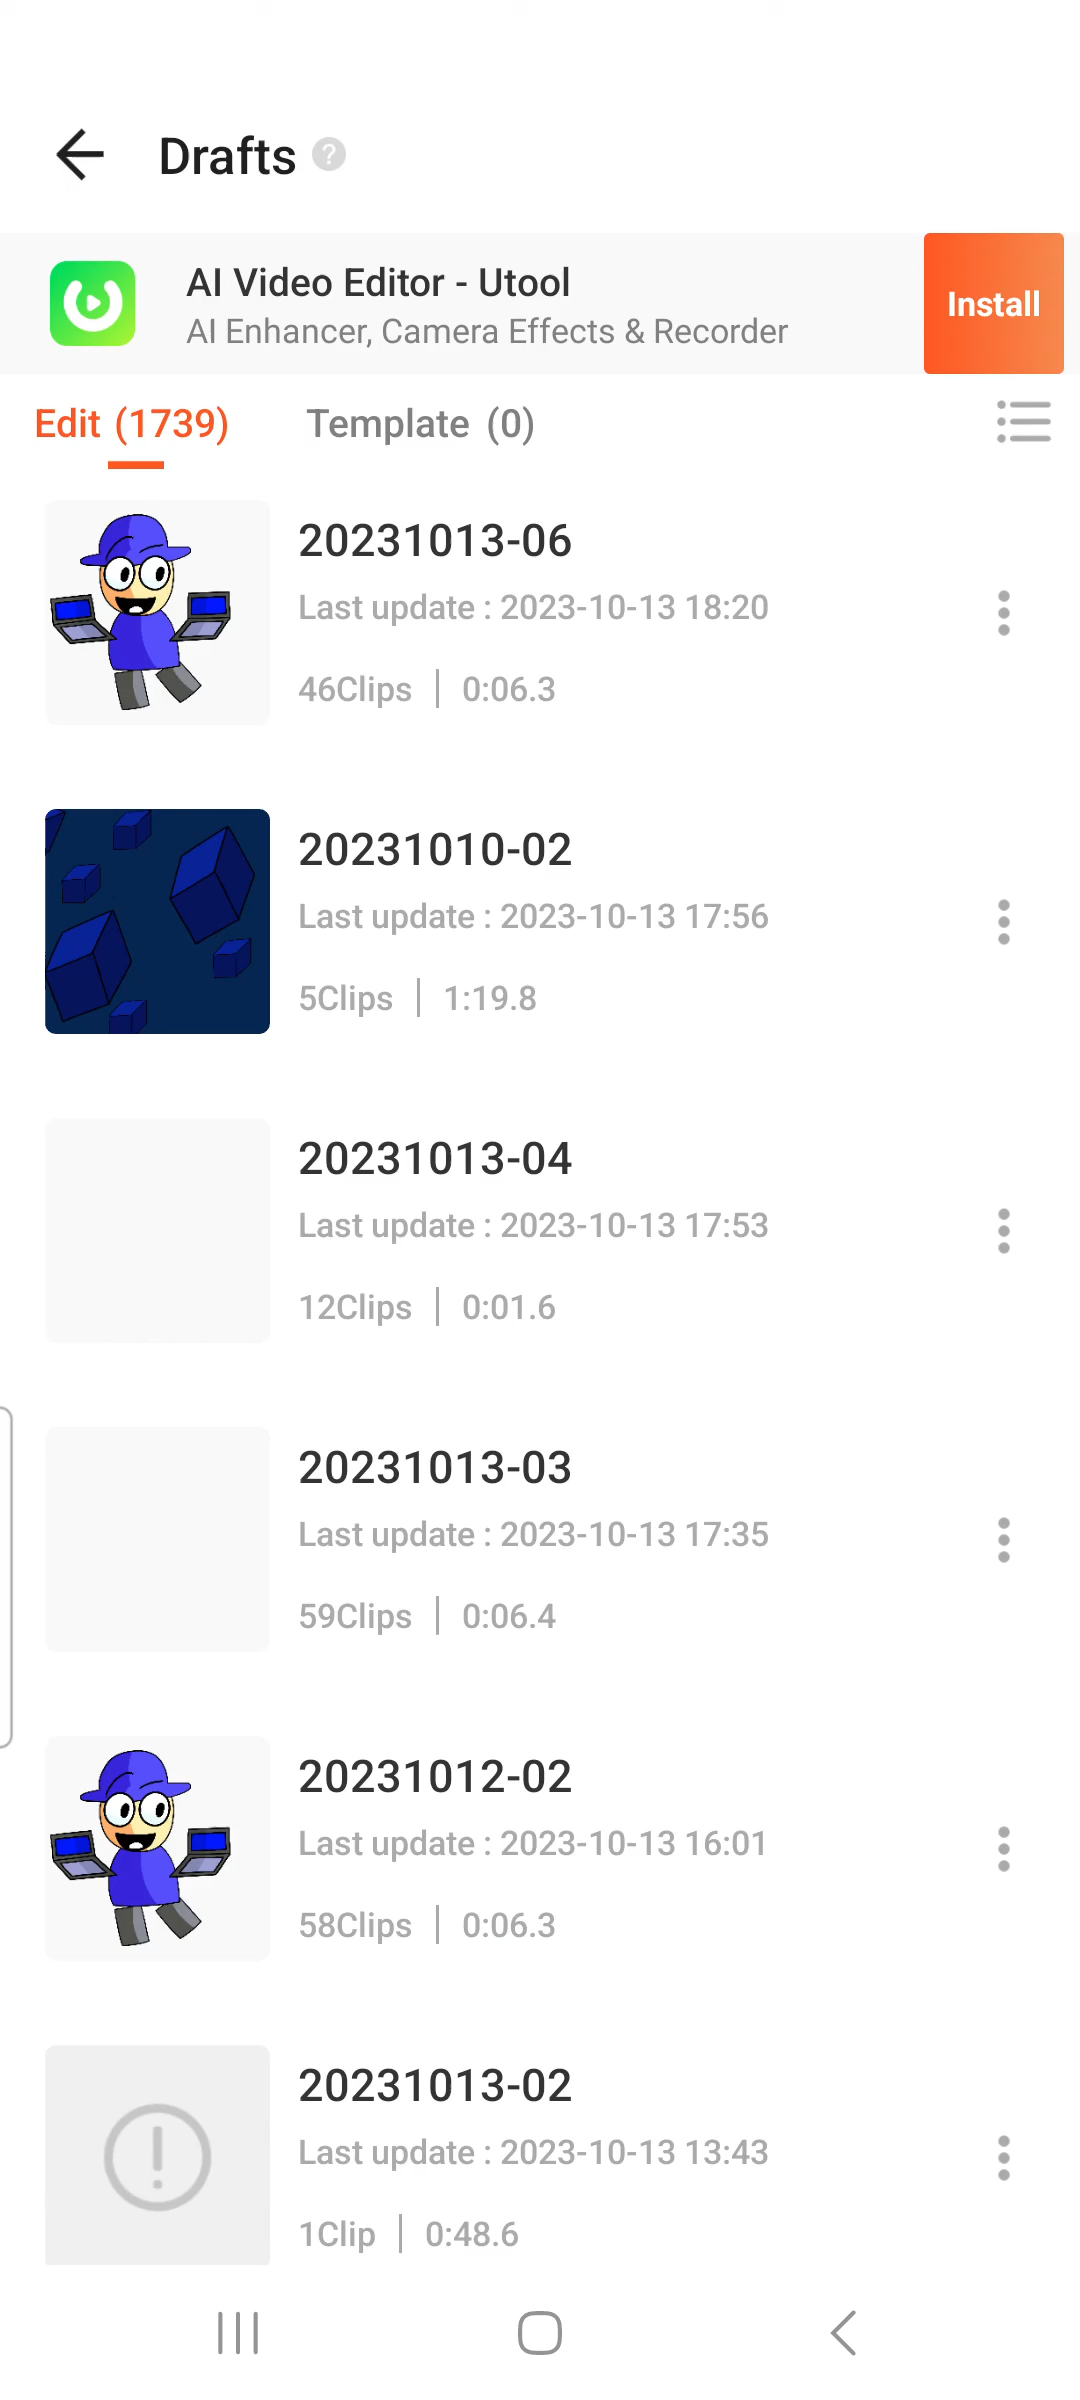 Drafts ?
AI Video Editor - Utool
AI Enhancer, Camera Effects & Recorder
Install
Edit (1739)
Template (0)
20231013-06
Last update : 2023-10-13 18:20
46Clips | 0:06.3
20231010-02
Last update : 2023-10-13 17:56
5Clips | 1:19.8
20231013-04
Last update : 2023-10-13 17:53
12Clips | 0:01.6
20231013-03
Last update : 2023-10-13 17:35
59Clips | 0:06.4
20231012-02
Last update : 2023-10-13 16:01
58Clips | 0:06.3
20231013-02
Last update : 2023-10-13 13:43
1Clip | 0:48.6